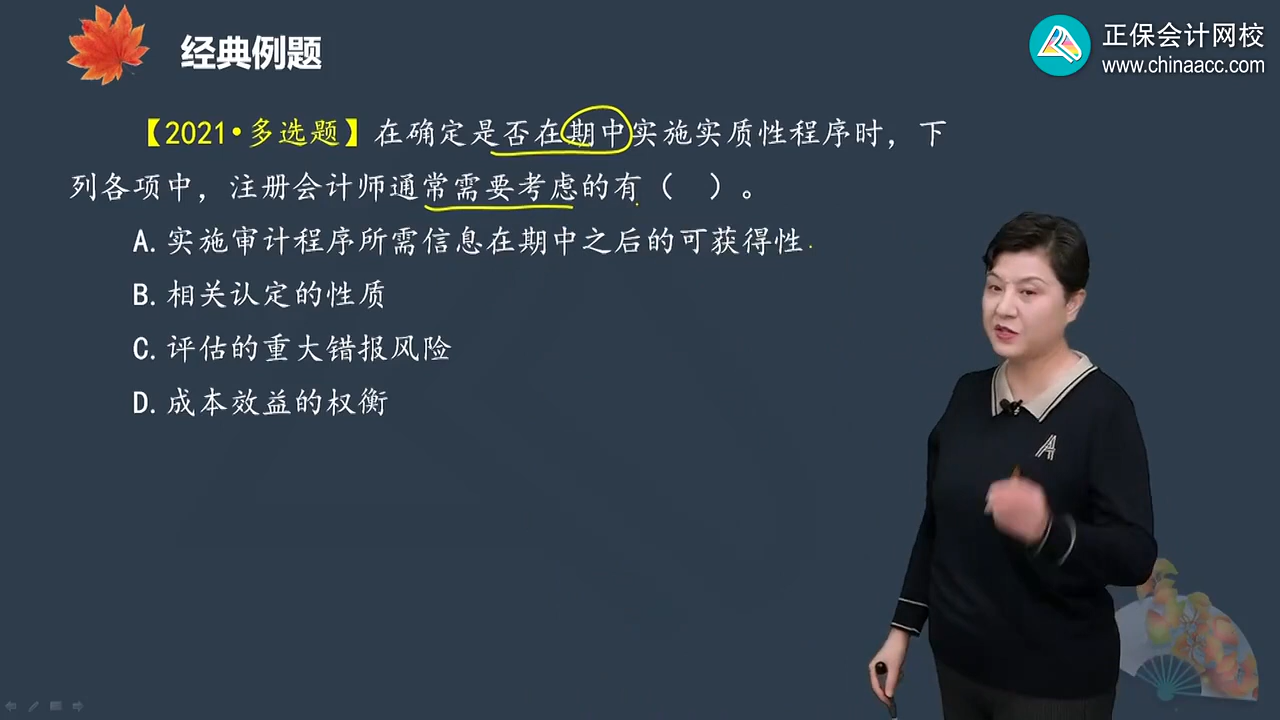 经典例题
正保会计网校
www.chinaacc.com
【2021•多选题】在确定是否在期中实施实质性程序时，下
列各项中，注册会计师通常需要考虑的有（ ）。
A.实施审计程序所需信息在期中之后的可获得性
B.相关认定的性质
C.评估的重大错报风险
D.成本效益的权衡